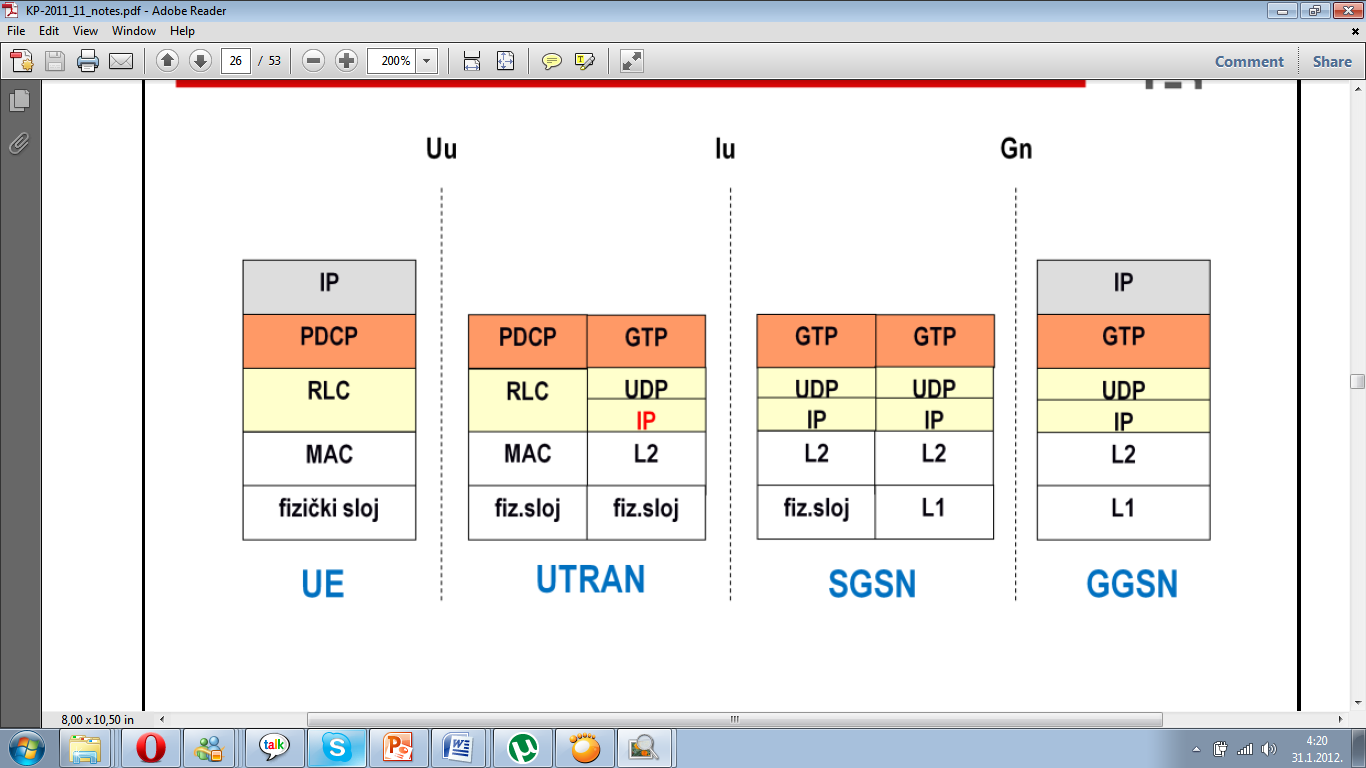 KP-2011_11_notes.pdf - Adobe Reader
File Edit View Window Help
26 / 53 200% Comment Share
Uu Iu Gn
IP IP
PDCP PDCP GTP GTP GTP GTP
RLC RLC UDP UDP UDP UDP
IP IP IP IP
MAC MAC L2 L2 L2 L2
fizički sloj fiz.sloj fiz.sloj fiz.sloj L1 L1
UE UTRAN SGSN GGSN
8,00 x 10,50 in
talk
4:20
31.1.2012.